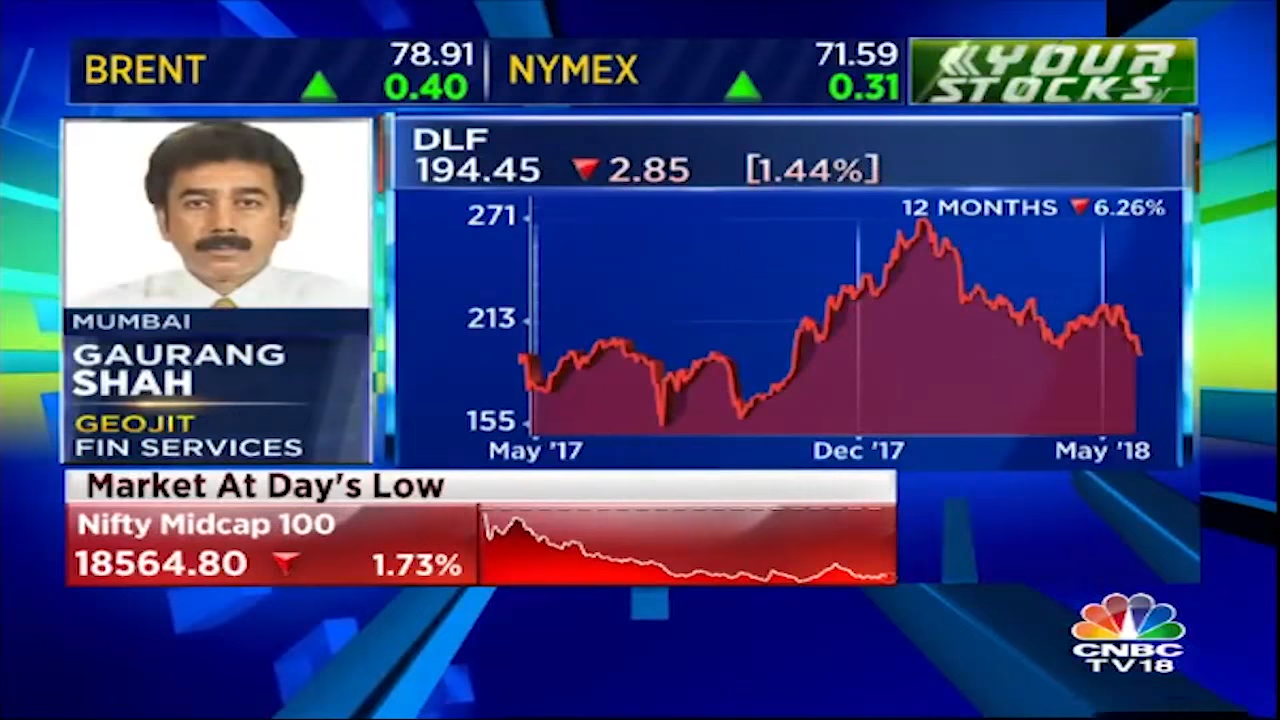 BRENT 78.91 ▲ 0.40
NYMEX 71.59 ▲ 0.31
YOUR
STOCKS
DLF
194.45 ▼ 2.85 [1.44%]
12 MONTHS ▼ 6.26%
271
213
155
May '17 Dec '17 May '18
MUMBAI
GAURANG
SHAH
GEOJIT
FIN SERVICES
Market At Day's Low
Nifty Midcap 100
18564.80 ▼ 1.73%
CNBC
TV18